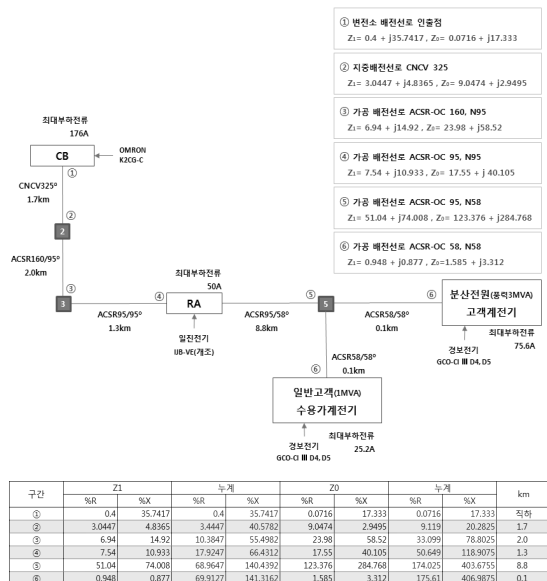 ① 변전소 배전선로 인출점
Z1= 0.4 + j35.7417 , Z0= 0.0716 + j17.333
② 지중배전선로 CNCV 325
Z1= 3.0447 + j4.8365 , Z0= 9.0474 + j2.9495
③ 가공 배전선로 ACSR-OC 160, N95
Z1= 6.94 + j14.92 , Z0= 23.98 + j58.52
④ 가공 배전선로 ACSR-OC 95, N95
Z1= 7.54 + j10.933 , Z0= 17.55 + j 40.105
⑤ 가공 배전선로 ACSR-OC 95, N58
Z1= 51.04 + j74.008 , Z0= 123.376 + j284.768
⑥ 가공 배전선로 ACSR-OC 58, N58
Z1= 0.948 + j0.877 , Z0=1.585 + j3.312
최대부하전류
176A
CB
OMRON
K2CG-C
①
CNCV325º
1.7km
②
2
ACSR160/95º
2.0km
③
3
ACSR95/95º
1.3km
④
최대부하전류
50A
RA
일진전기
IJB-VE(개조)
ACSR95/58º
8.8km
⑤
5
ACSR58/58º
0.1km
⑥
분산전원(풍력3MVA)
고객계전기
최대부하전류
75.6A
경보전기
GCO-CI Ⅲ D4, D5
ACSR58/58º
0.1km
⑥
일반고객(1MVA)
수용가계전기
최대부하전류
25.2A
경보전기
GCO-CI Ⅲ D4, D5
구간 Z1 누계 Z0 누계 km
%R %X %R %X %R %X %R %X
① 0.4 35.7417 0.4 35.7417 0.0716 17.333 0.0716 17.333 직하
② 3.0447 4.8365 3.4447 40.5782 9.0474 2.9495 9.119 20.2825 1.7
③ 6.94 14.92 10.3847 55.4982 23.98 58.52 33.099 78.8025 2.0
④ 7.54 10.933 17.9247 66.4312 17.55 40.105 50.649 118.9075 1.3
⑤ 51.04 74.008 68.9647 140.4392 123.376 284.768 174.025 403.6755 8.8
⑥ 0.948 0.877 69.9127 141.3162 1.585 3.312 175.61 406.9875 0.1